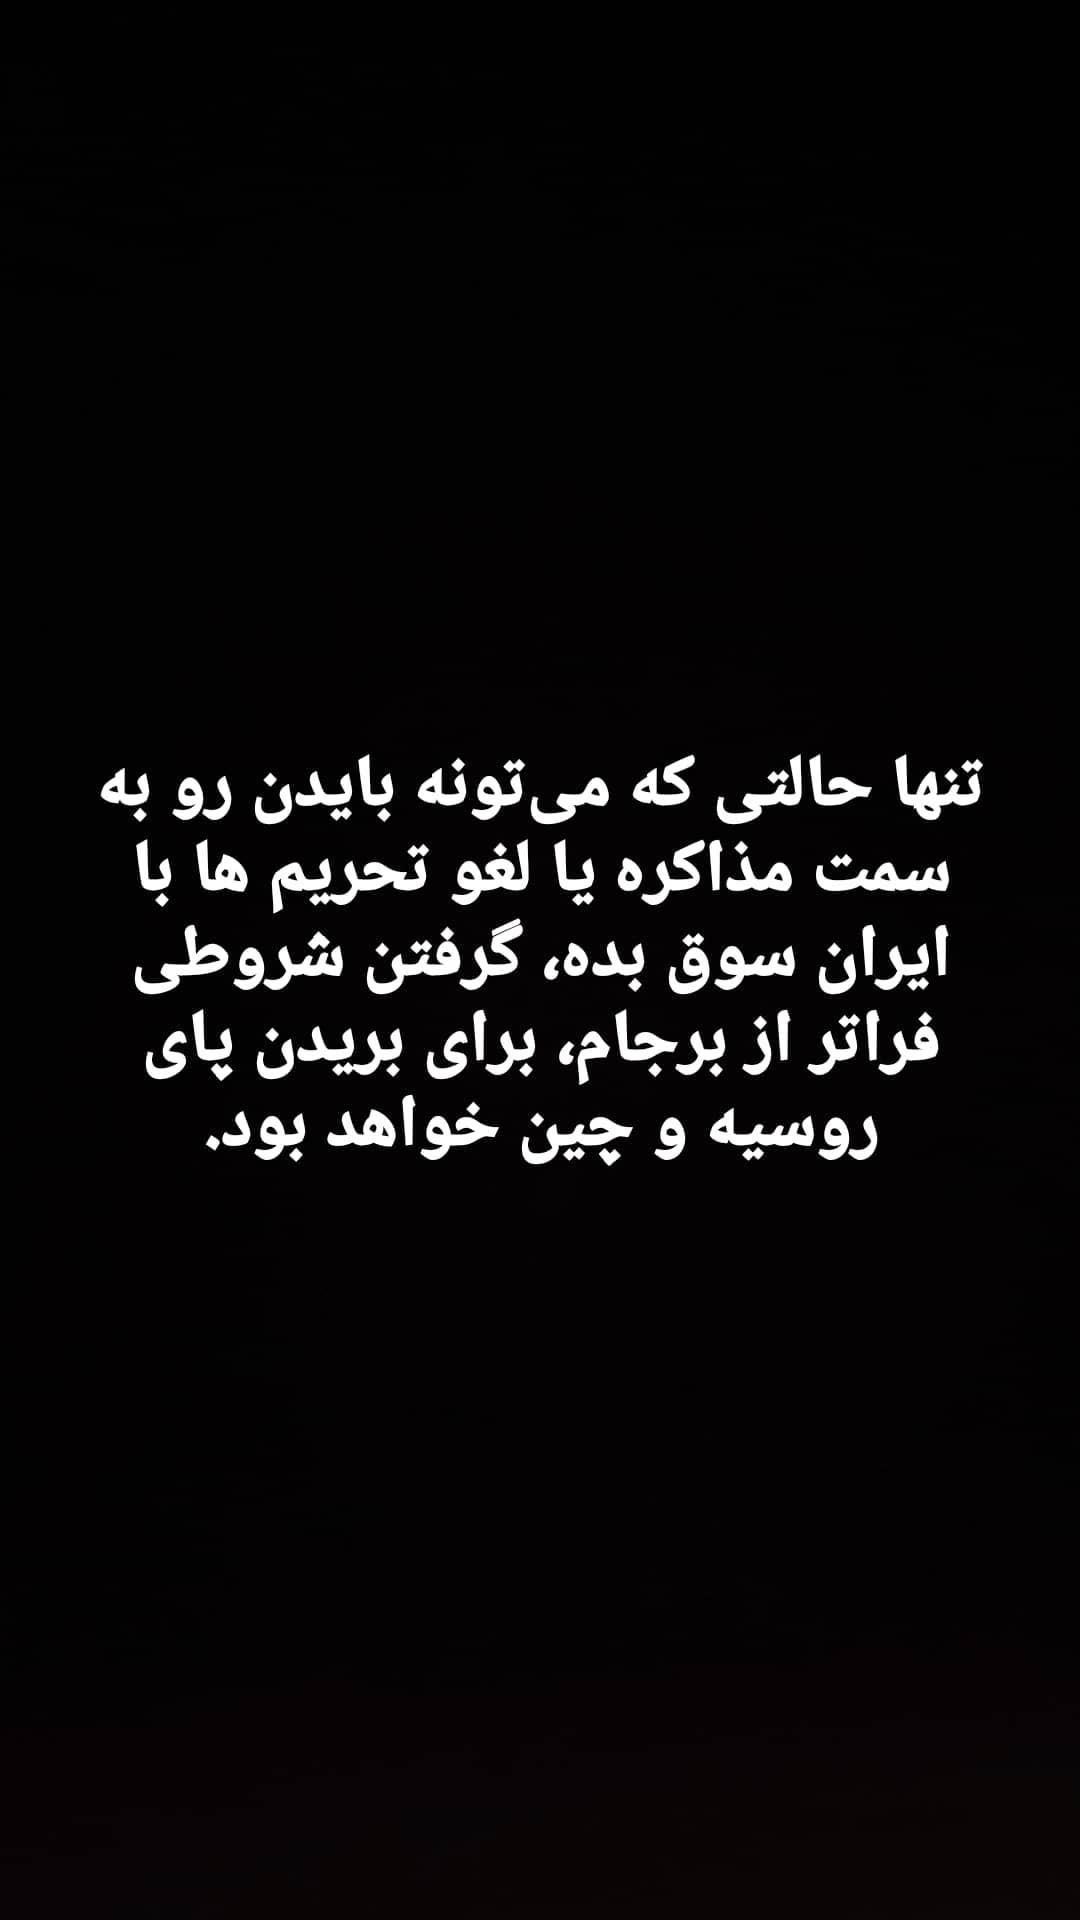 تنها حالتی که می‌تونه بایدن رو به
سمت مذاکره یا لغو تحریم ها با
ایران سوق بده، گرفتن شروطی
فراتر از برجام، برای بریدن پای
روسیه و چین خواهد بود.